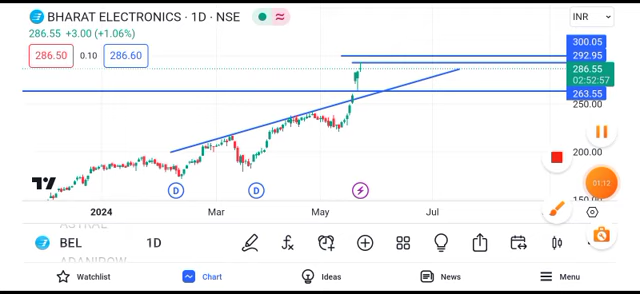 BHARAT ELECTRONICS · 1D · NSE
INR
286.55 +3.00 (+1.06%)
286.50 0.10 286.60
300.05
292.95
286.55
02:52:57
263.55
250.00
200.00
150.00
01:12
D D
2024 Mar May Jul
ASTRAL
BEL 1D
ADANIPOW
Watchlist Chart Ideas News Menu